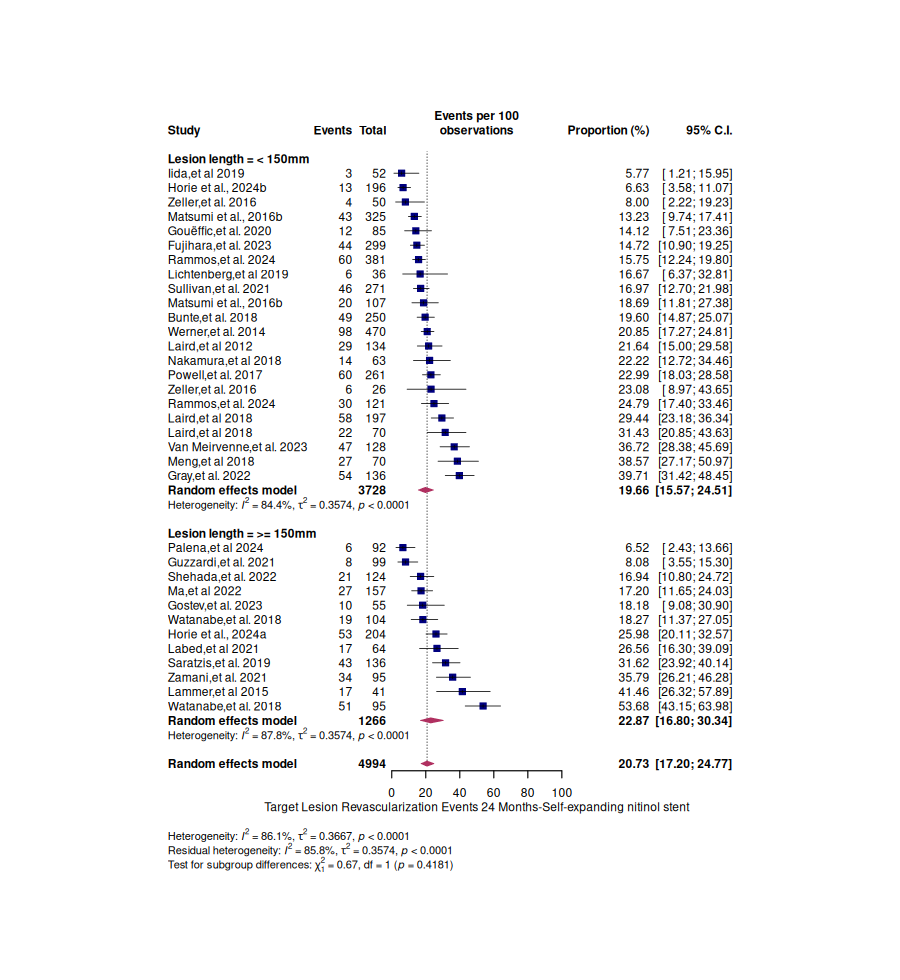 Events per 100
Study Events Total observations Proportion (%) 95% C.I.
Lesion length = < 150mm
Iida,et al 2019 3 52 5.77 [ 1.21; 15.95]
Horie et al., 2024b 13 196 6.63 [ 3.58; 11.07]
Zeller,et al. 2016 4 50 8.00 [ 2.22; 19.23]
Matsumi et al., 2016b 43 325 13.23 [ 9.74; 17.41]
Gouëffic,et al. 2020 12 85 14.12 [ 7.51; 23.36]
Fujihara,et al. 2023 44 299 14.72 [10.90; 19.25]
Rammos,et al. 2024 60 381 15.75 [12.24; 19.80]
Lichtenberg,et al 2019 6 36 16.67 [ 6.37; 32.81]
Sullivan,et al. 2021 46 271 16.97 [12.70; 21.98]
Matsumi et al., 2016b 20 107 18.69 [11.81; 27.38]
Bunte,et al. 2018 49 250 19.60 [14.87; 25.07]
Werner,et al. 2014 98 470 20.85 [17.27; 24.81]
Laird,et al 2012 29 134 21.64 [15.00; 29.58]
Nakamura,et al 2018 14 63 22.22 [12.72; 34.46]
Powell,et al. 2017 60 261 22.99 [18.03; 28.58]
Zeller,et al. 2016 6 26 23.08 [ 8.97; 43.65]
Rammos,et al. 2024 30 121 24.79 [17.40; 33.46]
Laird,et al 2018 58 197 29.44 [23.18; 36.34]
Laird,et al 2018 22 70 31.43 [20.85; 43.63]
Van Meirvenne,et al. 2023 47 128 36.72 [28.38; 45.69]
Meng,et al 2018 27 70 38.57 [27.17; 50.97]
Gray,et al. 2022 54 136 39.71 [31.42; 48.45]
Random effects model 3728 19.66 [15.57; 24.51]
Heterogeneity: I² = 84.4%, τ² = 0.3574, p < 0.0001
Lesion length = >= 150mm
Palena,et al 2024 6 92 6.52 [ 2.43; 13.66]
Guzzardi,et al. 2021 8 99 8.08 [ 3.55; 15.30]
Shehada,et al. 2022 21 124 16.94 [10.80; 24.72]
Ma,et al 2022 27 157 17.20 [11.65; 24.03]
Gostev,et al. 2023 10 55 18.18 [ 9.08; 30.90]
Watanabe,et al. 2018 19 104 18.27 [11.37; 27.05]
Horie et al., 2024a 53 204 25.98 [20.11; 32.57]
Labed,et al 2021 17 64 26.56 [16.30; 39.09]
Saratzis,et al. 2019 43 136 31.62 [23.92; 40.14]
Zamani,et al. 2021 34 95 35.79 [26.21; 46.28]
Lammer,et al 2015 17 41 41.46 [26.32; 57.89]
Watanabe,et al. 2018 51 95 53.68 [43.15; 63.98]
Random effects model 1266 22.87 [16.80; 30.34]
Heterogeneity: I² = 87.8%, τ² = 0.3574, p < 0.0001
Random effects model 4994 20.73 [17.20; 24.77]
0 20 40 60 80 100
Target Lesion Revascularization Events 24 Months-Self-expanding nitinol stent
Heterogeneity: I² = 86.1%, τ² = 0.3667, p < 0.0001
Residual heterogeneity: I² = 85.8%, τ² = 0.3574, p < 0.0001
Test for subgroup differences: χ²₁ = 0.67, df = 1 (p = 0.4181)